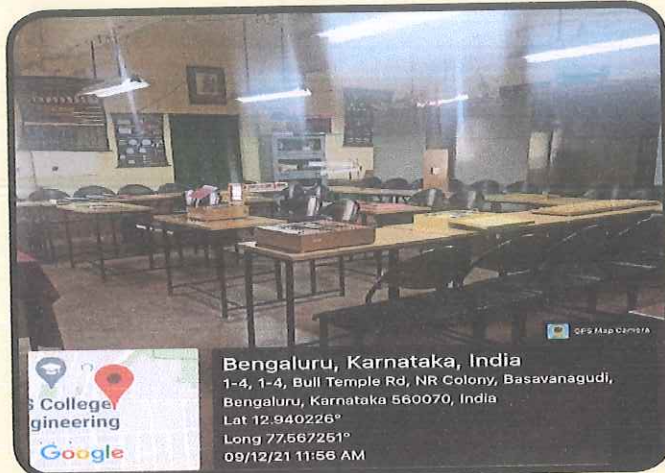 GPS Map Camera
S College
gineering
Google
Bengaluru, Karnataka, India
1-4, 1-4, Bull Temple Rd, NR Colony, Basavanagudi,
Bengaluru, Karnataka 560070, India
Lat 12.940226°
Long 77.567251°
09/12/21 11:56 AM